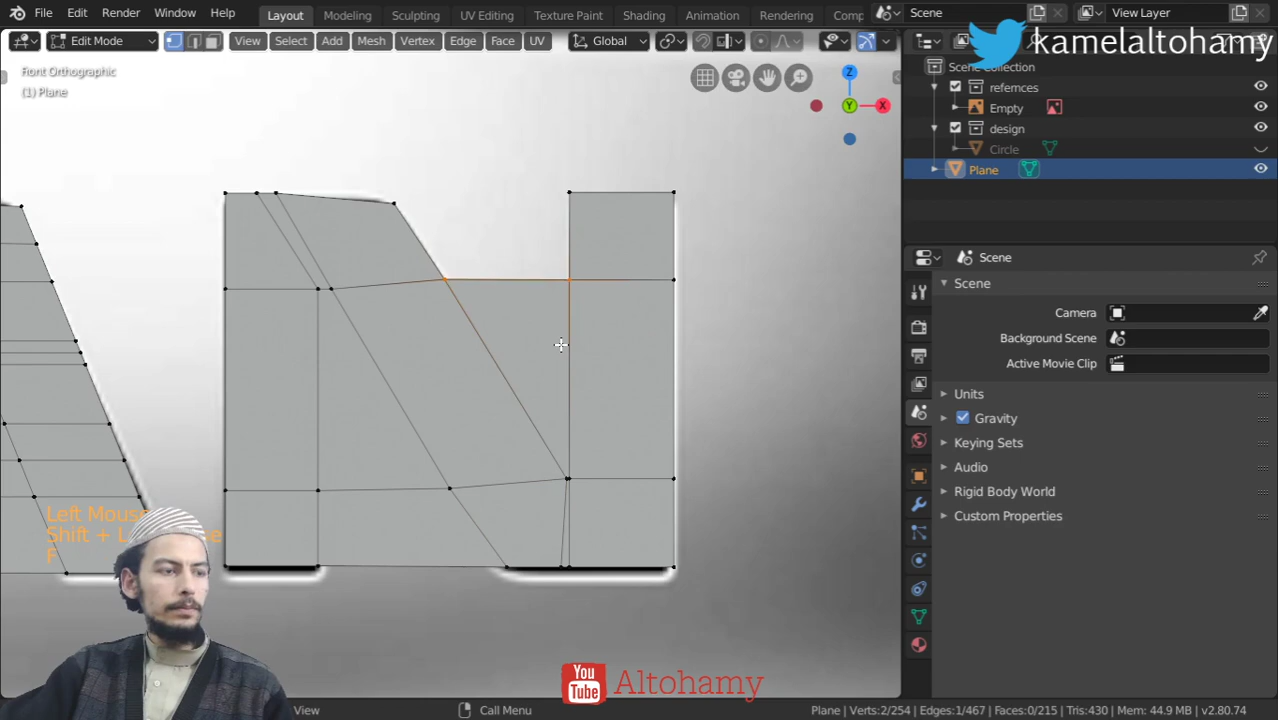 File Edit Render Window Help Layout Modeling Sculpting UV Editing Texture Paint Shading Animation Rendering Comp Scene View Layer
Edit Mode View Select Add Mesh Vertex Edge Face UV Global
kamelaltohamy
Front Orthographic
(1) Plane
Z
X
Y
Scene Collection
refemces
Empty
design
Circle
Plane
Scene
Scene
Camera
Background Scene
Active Movie Clip
Units
Gravity
Keying Sets
Audio
Rigid Body World
Custom Properties
F
You Tube Altohamy
View Call Menu Plane | Verts:2/254 | Edges:1/467 | Faces:0/215 | Tris:430 | Mem: 44.9 MB | v2.80.74